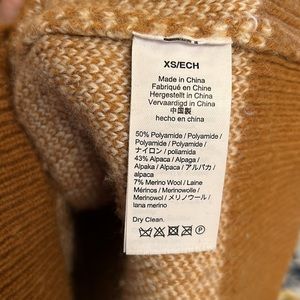 XS/ECH
Made in China
Fabriqué en Chine
Hergestellt in China
Vervaardigd in China
中国製
hecho en china
50% Polyamide /
Polyamide / Polyamid /
Polyamide / Polyamide /
ナイロン / poliamida
43% Alpaca / Alpaga /
Alpaka / Alpaca / アルパカ /
alpaca
7% Merino Wool / Laine
Mérinos / Merinowolle /
Merinowol / メリノウール /
lana merino
Dry Clean.
P